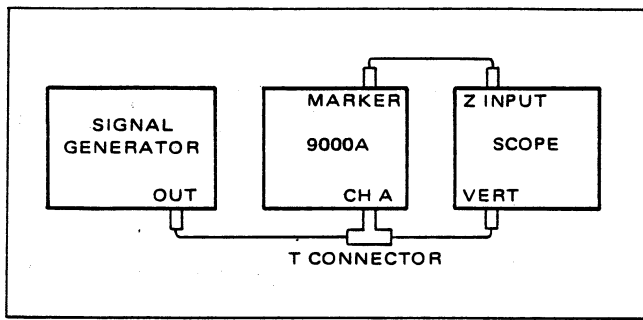 MARKER
Z INPUT
SIGNAL
GENERATOR
9000A
SCOPE
OUT
CH A
VERT
T CONNECTOR